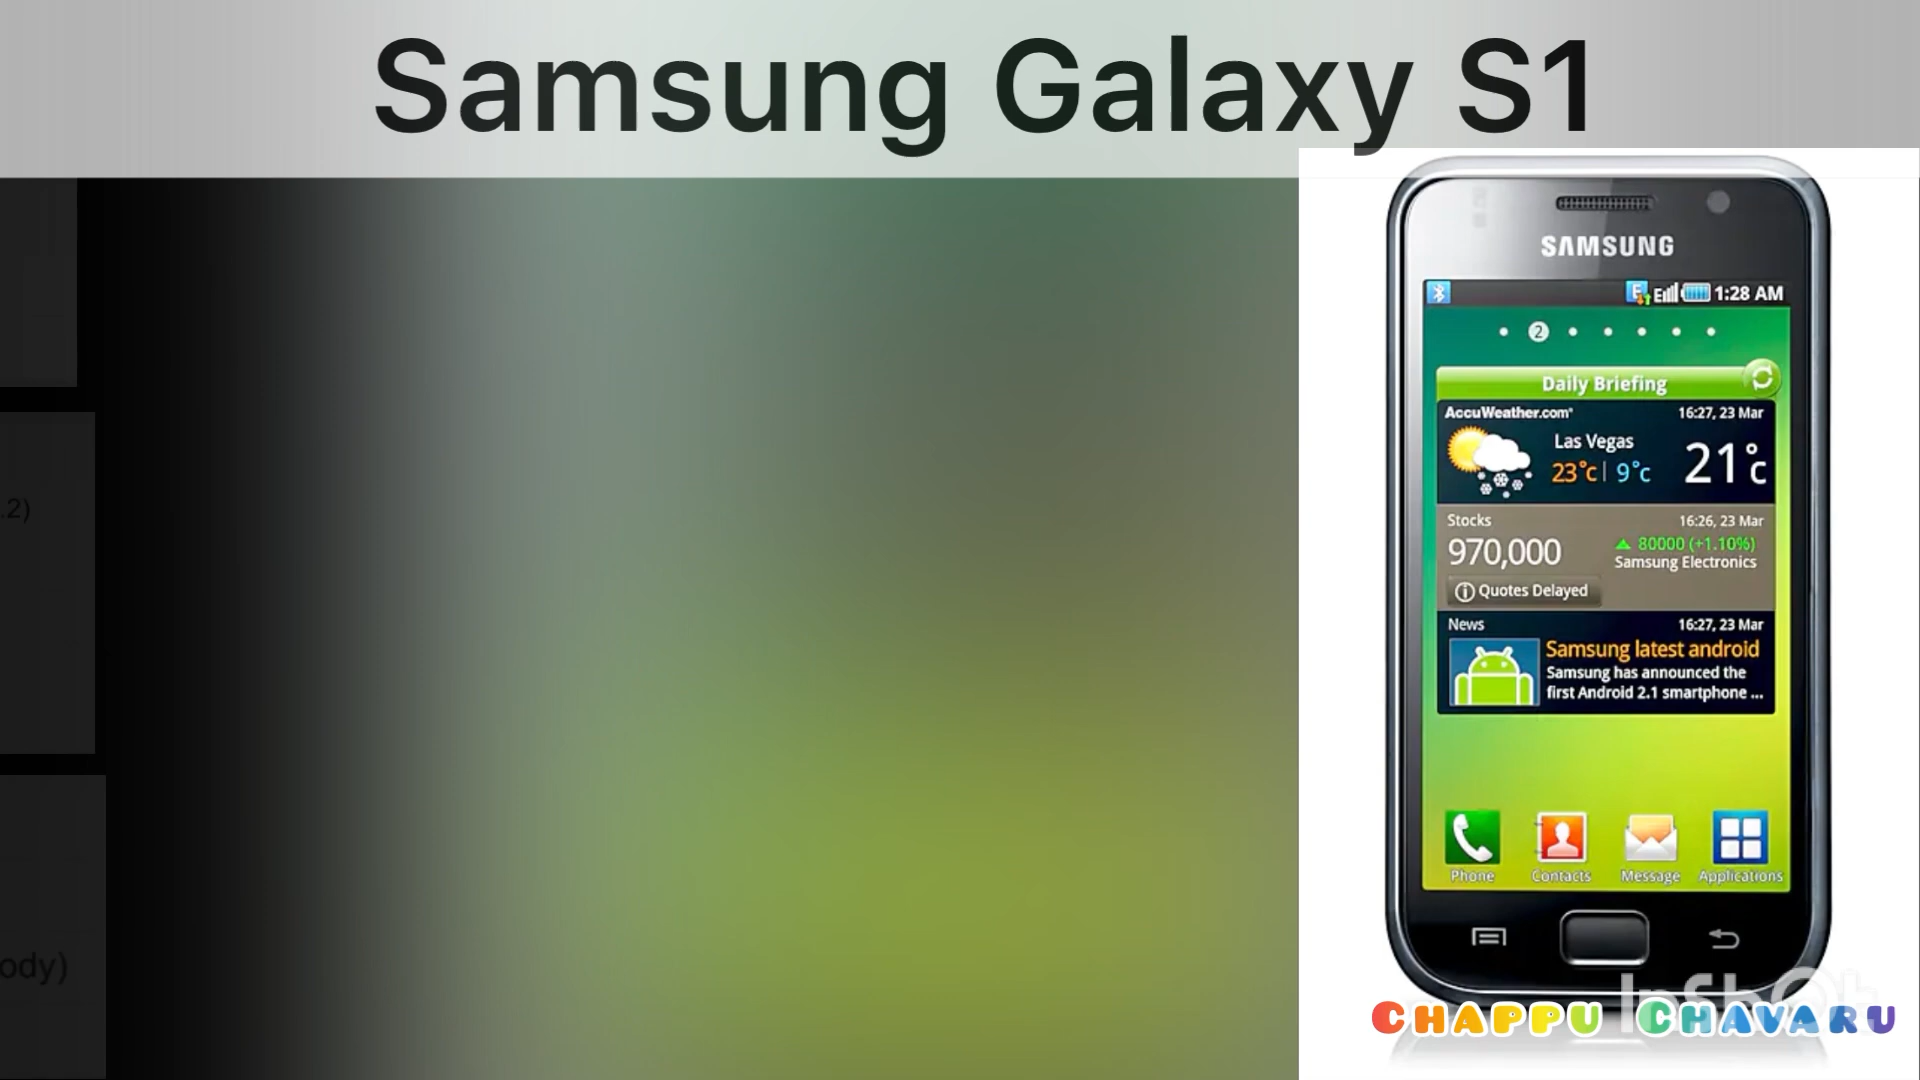 Samsung Galaxy S1
.2)
ody)
SAMSUNG
E 1:28 AM
2
Daily Briefing
AccuWeather.com® 16:27, 23 Mar
Las Vegas
23°c | 9°c 21°c
Stocks 16:26, 23 Mar
970,000 80000 (+1.10%)
Samsung Electronics
Quotes Delayed
News 16:27, 23 Mar
Samsung latest android
Samsung has announced the
first Android 2.1 smartphone ...
Phone Contacts Message Applications
InShOt
CHAPPU CHAVARU